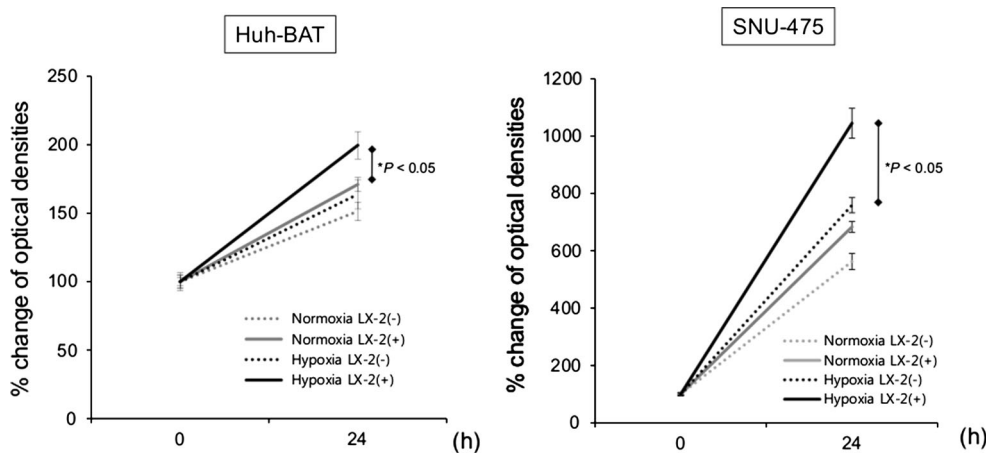 Huh-BAT
% change of optical densities
250
200
150
100
50
0
*P < 0.05
Normoxia LX-2(-)
Normoxia LX-2(+)
Hypoxia LX-2(-)
Hypoxia LX-2(+)
0
24
(h)
SNU-475
% change of optical densities
1200
1000
800
600
400
200
0
*P < 0.05
Normoxia LX-2(-)
Normoxia LX-2(+)
Hypoxia LX-2(-)
Hypoxia LX-2(+)
0
24
(h)